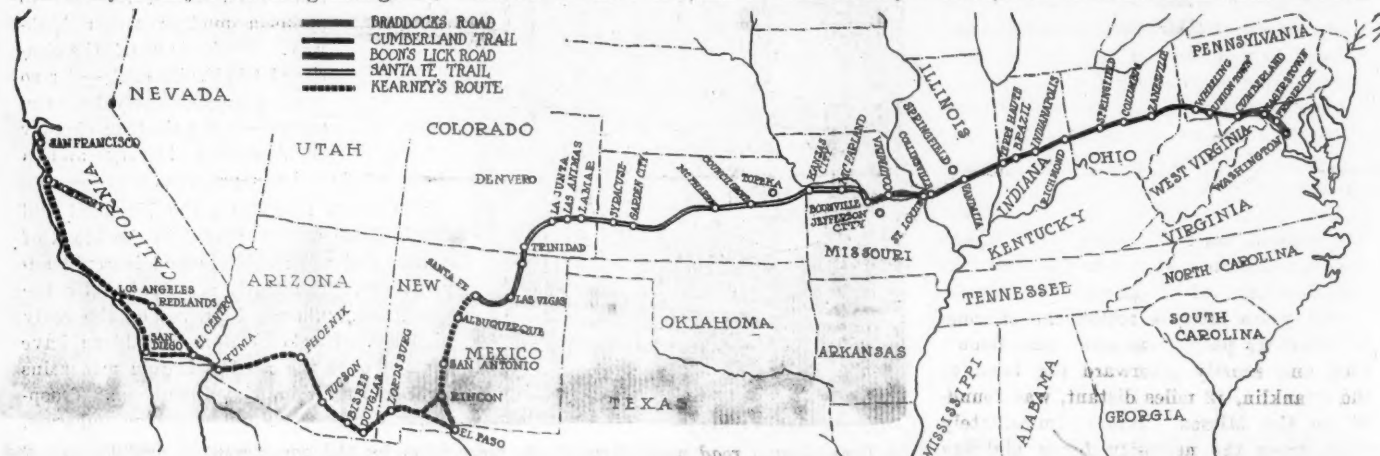 BRADDOCKS ROAD
CUMBERLAND TRAIL
BOON'S LICK ROAD
SANTA FE TRAIL
KEARNEY'S ROUTE
NEVADA
SAN FRANCISCO
CALIFORNIA
UTAH
COLORADO
DENVER
LOS ANGELES
REDLANDS
SAN DIEGO
EL CENTRO
YUMA
ARIZONA
PHOENIX
TUCSON
BISBEE
DOUGLAS
LORDSBURG
NEW
MEXICO
SANTA FE
ALBUQUERQUE
SAN ANTONIO
RINCON
EL PASO
LAS VIGAS
TRINIDAD
LA JUNTA
LAS ANIMAS
LAMAR
SYRACUSE
GARDEN CITY
TEXAS
OKLAHOMA
KANSAS CITY
COLUMBIA
BOONVILLE
JEFFERSON CITY
MISSOURI
ST. LOUIS
ARKANSAS
ILLINOIS
SPRINGFIELD
COLLINSVILLE
VANDALIA
TERRE HAUTE
BRAZIL
INDIANAPOLIS
INDIANA
RICHMOND
SPRINGFIELD
COLUMBUS
ZANESVILLE
OHIO
WHEELING
UNIONTOWN
CUMBERLAND
PENNSYLVANIA
WEST VIRGINIA
WASHINGTON
VIRGINIA
KENTUCKY
TENNESSEE
NORTH CAROLINA
SOUTH CAROLINA
MISSISSIPPI
ALABAMA
GEORGIA
miles distant,